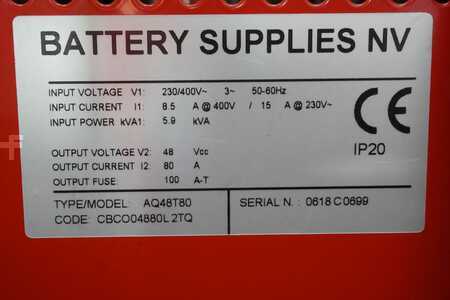 BATTERY SUPPLIES NV
INPUT VOLTAGE V1: 230/400V~ 3~ 50-60Hz
INPUT CURRENT I1: 8.5 A @ 400V / 15 A @ 230V~
INPUT POWER kVA1: 5.9 kVA
CE
IP20
OUTPUT VOLTAGE V2: 48 Vcc
OUTPUT CURRENT I2: 80 A
OUTPUT FUSE: 100 A-T
TYPE/MODEL: AQ48T80
CODE: CBCO04880L2TQ
SERIAL N. : 0618C0699